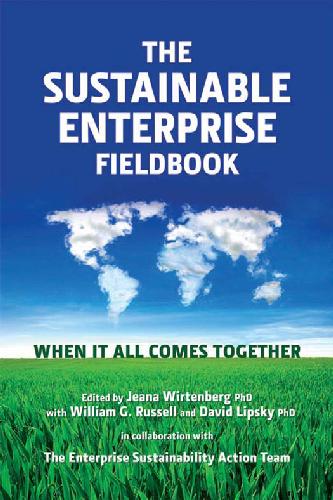 THE
SUSTAINABLE
ENTERPRISE
FIELDBOOK
WHEN IT ALL COMES TOGETHER
Edited by Jeana Wirtenberg PhD
with William G. Russell and David Lipsky PhD
in collaboration with
The Enterprise Sustainability Action Team